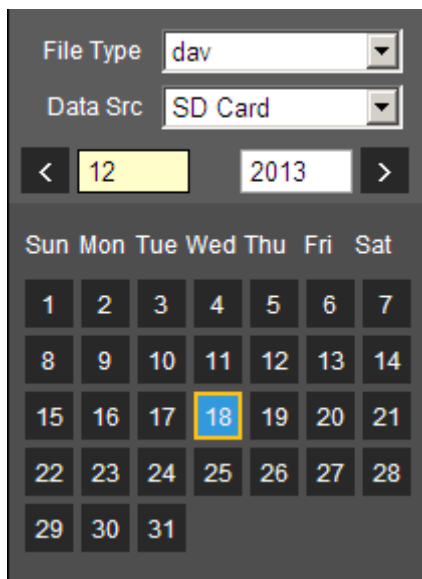 File Type dav
Data Src SD Card
< 12 2013 >
Sun Mon Tue Wed Thu Fri Sat
1 2 3 4 5 6 7
8 9 10 11 12 13 14
15 16 17 18 19 20 21
22 23 24 25 26 27 28
29 30 31